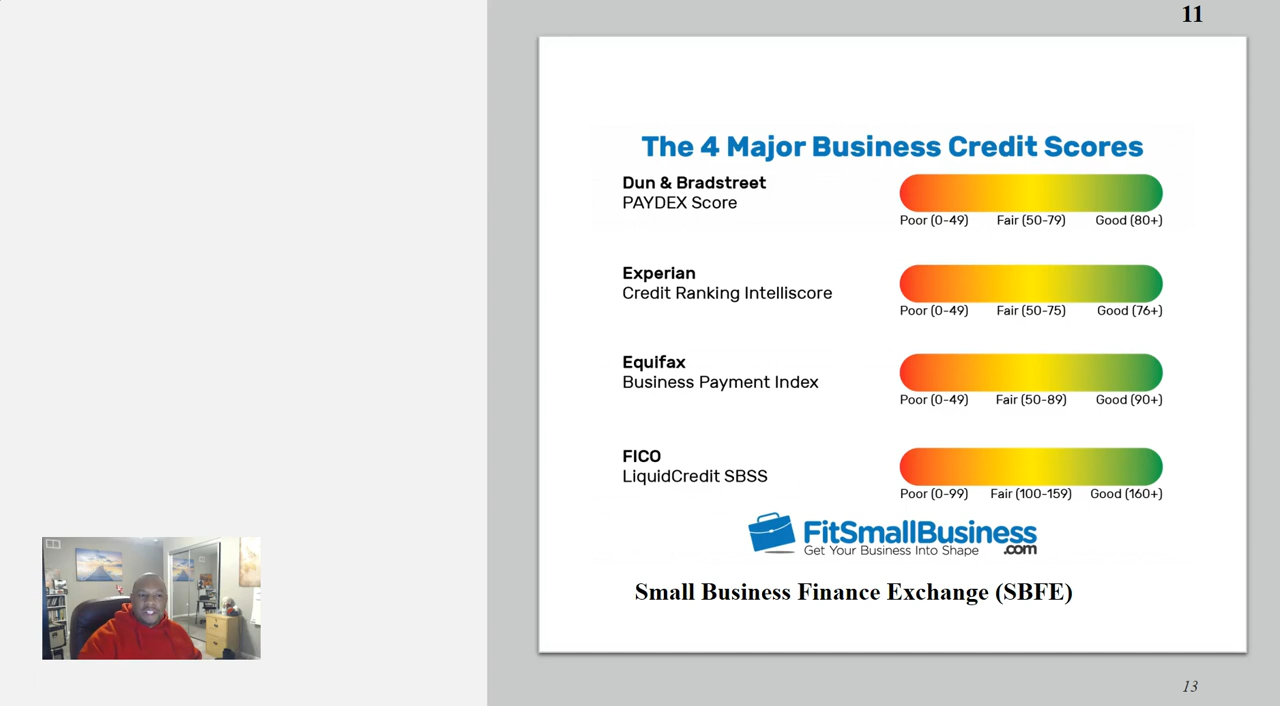 11
The 4 Major Business Credit Scores
Dun & Bradstreet
PAYDEX Score
Poor (0-49) Fair (50-79) Good (80+)
Experian
Credit Ranking Intelliscore
Poor (0-49) Fair (50-75) Good (76+)
Equifax
Business Payment Index
Poor (0-49) Fair (50-89) Good (90+)
FICO
LiquidCredit SBSS
Poor (0-99) Fair (100-159) Good (160+)
FitSmallBusiness
Get Your Business Into Shape .com
Small Business Finance Exchange (SBFE)
13